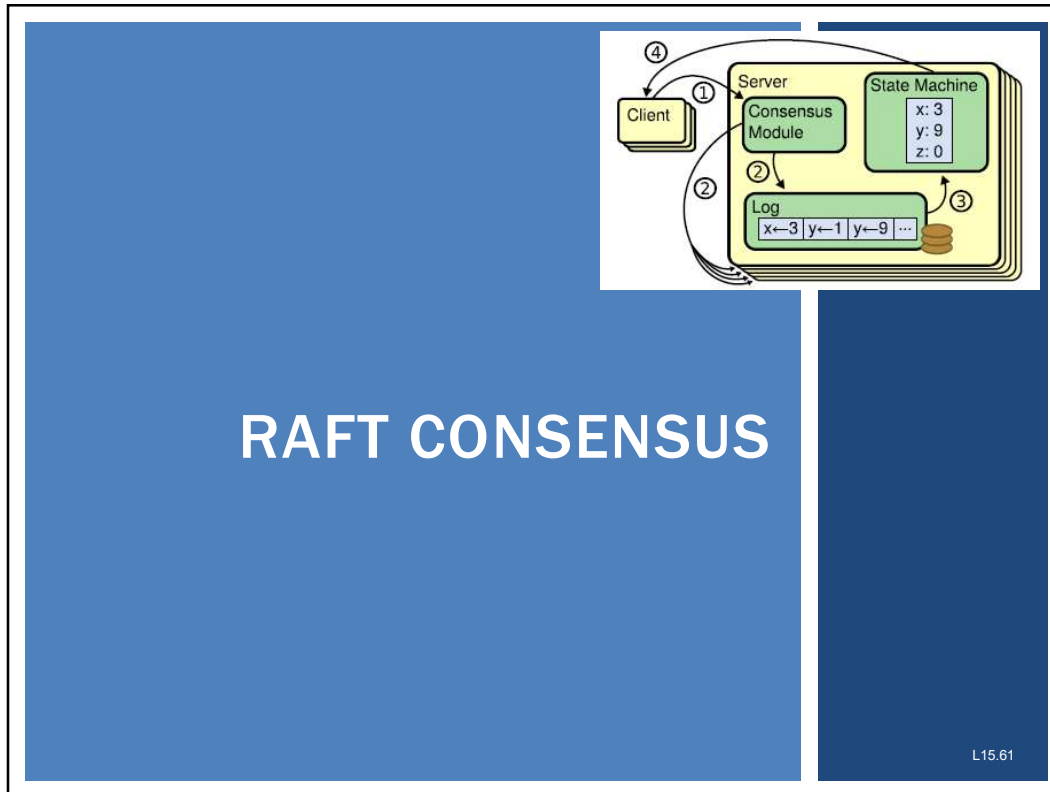 ④
①
Server
State Machine
Client
Consensus
Module
x: 3
y: 9
z: 0
②
②
③
Log
x←3 y←1 y←9 ...
RAFT CONSENSUS
L15.61